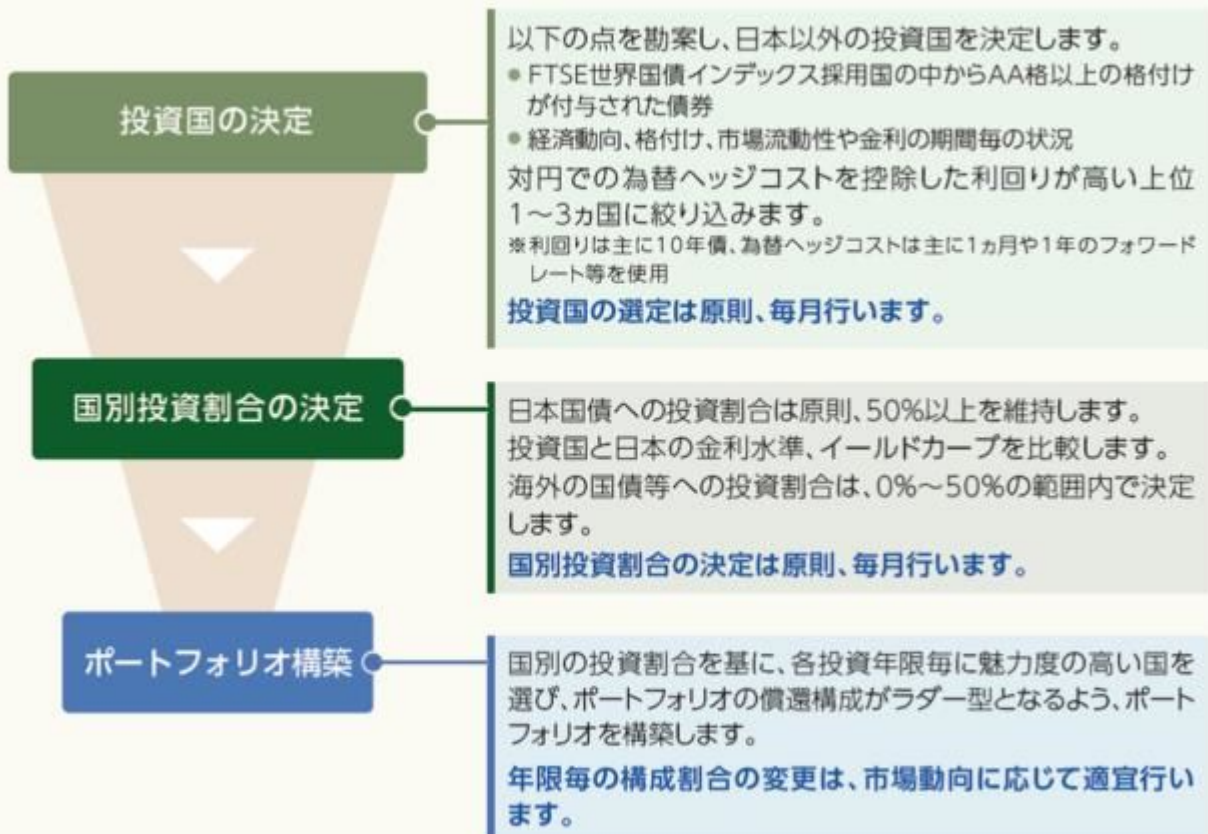 投資国の決定
以下の点を勘案し、日本以外の投資国を決定します。
● FTSE世界国債インデックス採用国の中からAA格以上の格付け
が付与された債券
● 経済動向、格付け、市場流動性や金利の期間毎の状況
対円での為替ヘッジコストを控除した利回りが高い上位
1～3ヵ国に絞り込みます。
※利回りは主に10年債、為替ヘッジコストは主に1ヵ月や1年のフォワード
レート等を使用
投資国の選定は原則、毎月行います。
国別投資割合の決定
日本国債への投資割合は原則、50%以上を維持します。
投資国と日本の金利水準、イールドカーブを比較します。
海外の国債等への投資割合は、0%～50%の範囲内で決定
します。
国別投資割合の決定は原則、毎月行います。
ポートフォリオ構築
国別の投資割合を基に、各投資年限毎に魅力度の高い国を
選び、ポートフォリオの償還構成がラダー型となるよう、ポート
フォリオを構築します。
年限毎の構成割合の変更は、市場動向に応じて適宜行い
ます。